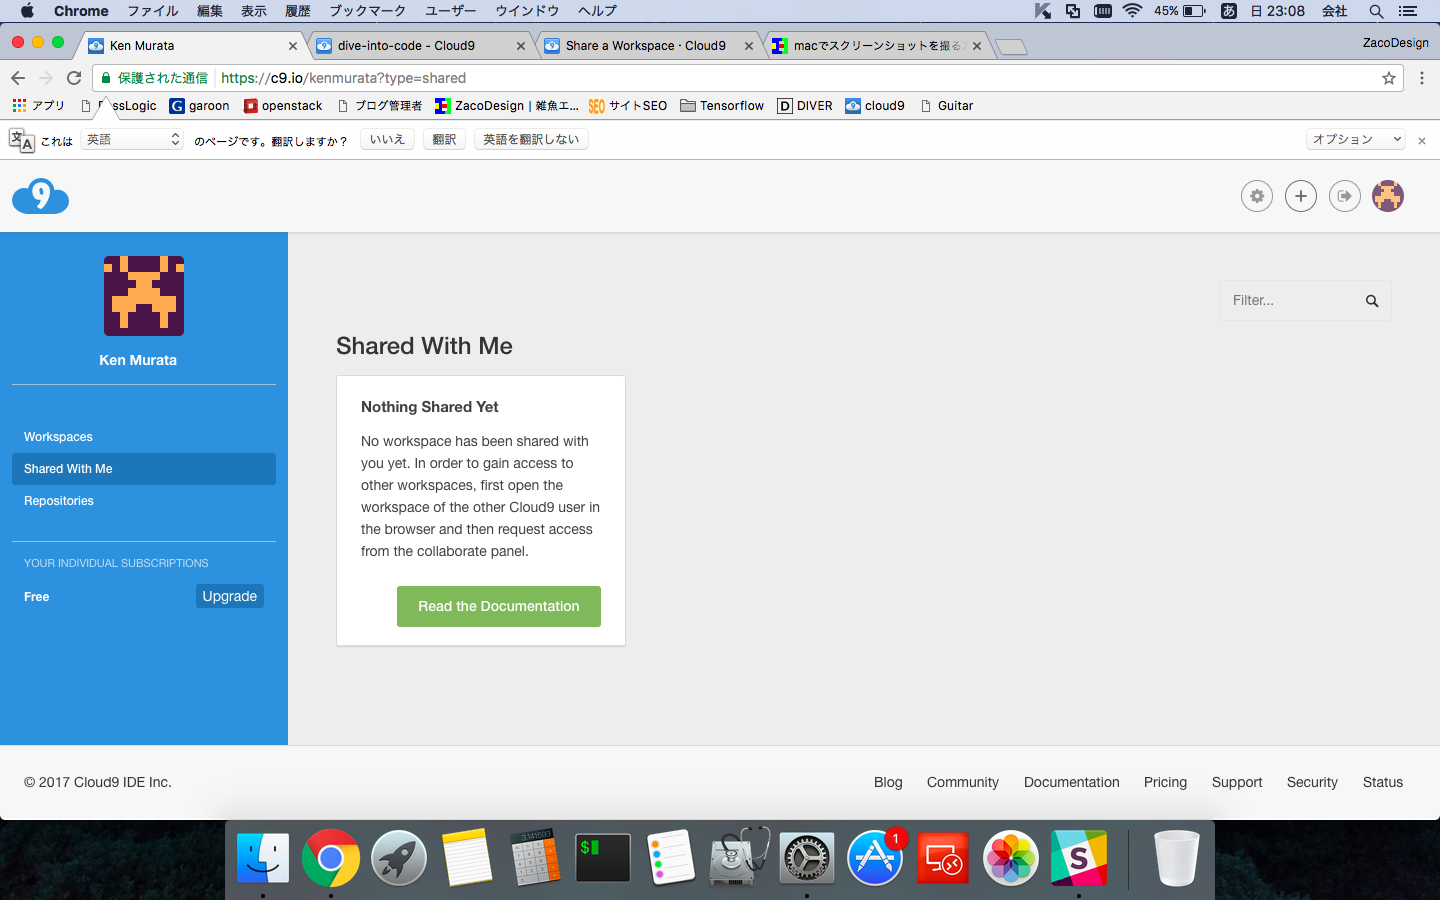 Chrome ファイル 編集 表示 履歴 ブックマーク ユーザー ウインドウ ヘルプ 45% あ 日 23:08 会社
Ken Murata dive-into-code - Cloud9 Share a Workspace · Cloud9 macでスクリーンショットを撮る ZacoDesign
保護された通信 https://c9.io/kenmurata?type=shared
アプリ ssLogic garoon openstack ブログ管理者 ZacoDesign | 雑魚エ... SEO サイトSEO Tensorflow D DIVER cloud9 Guitar
文 A これは 英語 のページです。翻訳しますか? いいえ 翻訳 英語を翻訳しない オプション
9
Ken Murata
Workspaces
Shared With Me
Repositories
YOUR INDIVIDUAL SUBSCRIPTIONS
Free Upgrade
Filter...
Shared With Me
Nothing Shared Yet
No workspace has been shared with
you yet. In order to gain access to
other workspaces, first open the
workspace of the other Cloud9 user in
the browser and then request access
from the collaborate panel.
Read the Documentation
© 2017 Cloud9 IDE Inc. Blog Community Documentation Pricing Support Security Status
3.141593 $ 1 S